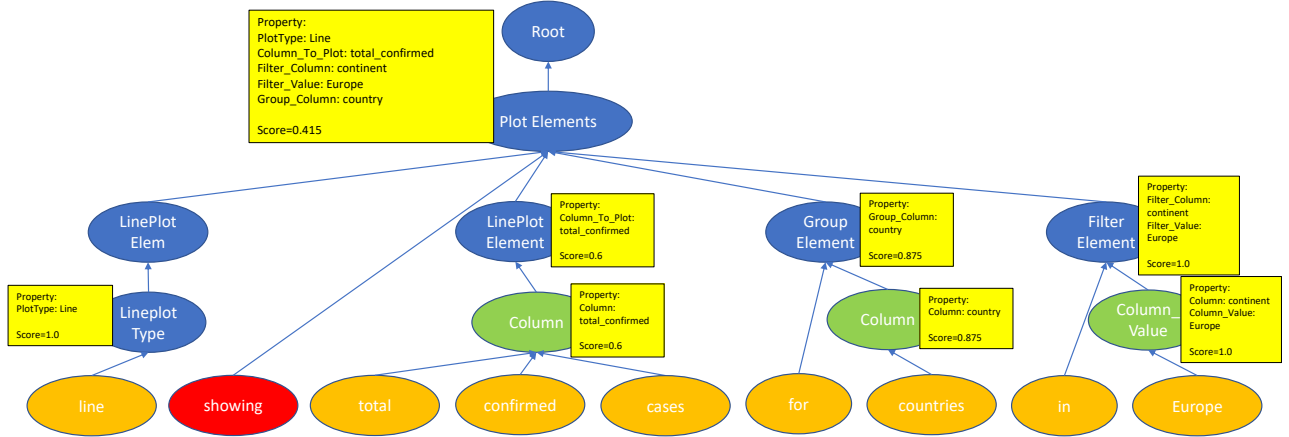 Property:
PlotType: Line
Column_To_Plot: total_confirmed
Filter_Column: continent
Filter_Value: Europe
Group_Column: country
Score=0.415
Root
Plot Elements
LinePlot
Elem
LinePlot
Element
Property:
Column_To_Plot:
total_confirmed
Score=0.6
Group
Element
Property:
Group_Column:
country
Score=0.875
Filter
Element
Property:
Filter_Column:
continent
Filter_Value:
Europe
Score=1.0
Property:
PlotType: Line
Score=1.0
Lineplot
Type
Column
Property:
Column:
total_confirmed
Score=0.6
Column
Property:
Column: country
Score=0.875
Column_
Value
Property:
Column: continent
Column_Value:
Europe
Score=1.0
line
showing
total
confirmed
cases
for
countries
in
Europe